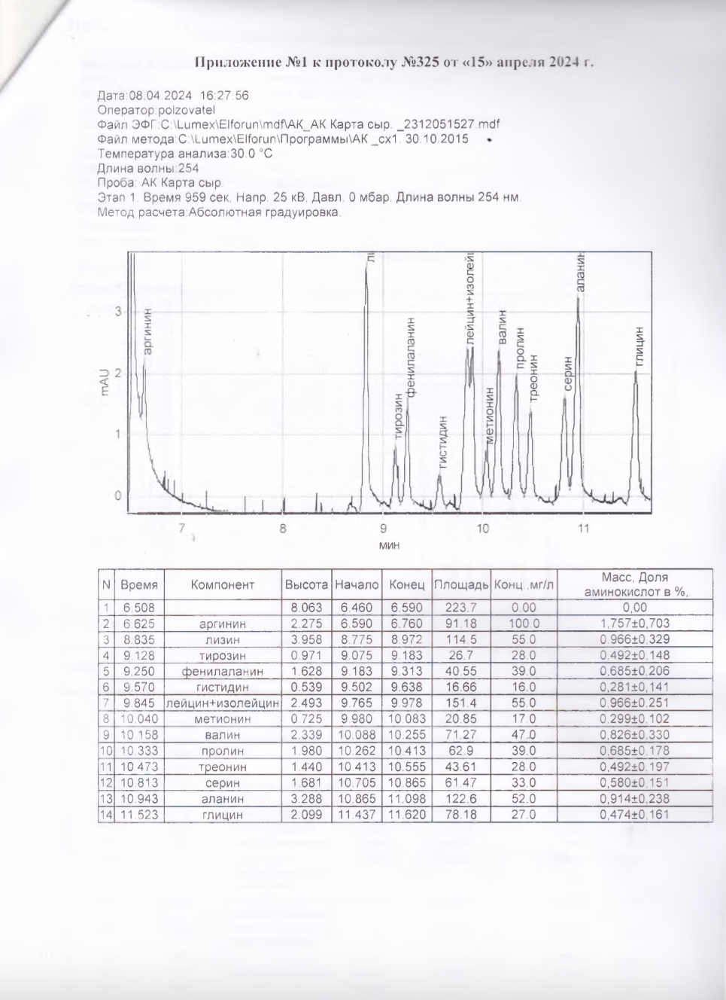 Приложение №1 к протоколу №325 от «15» апреля 2024 г.
Дата:08.04.2024 16:27:56
Оператор:polzovatel
Файл ЭФГ:C:\Lumex\Elforun\mdf\АК_АК Карта сыр. _2312051527.mdf
Файл метода:C:\Lumex\Elforun\Программы\АК _cx1. 30.10.2015
Температура анализа:30.0 °C
Длина волны:254
Проба: АК Карта сыр.
Этап 1. Время 959 сек, Напр. 25 кВ, Давл. 0 мбар, Длина волны 254 нм.
Метод расчета:Абсолютная градуировка.
mAU
3
2
1
0
аргинин
тирозин
фенилаланин
гистидин
лейцин+изолей
метионин
валин
пролин
треонин
серин
аланин
глицин
7 8 9 10 11
мин
N Время Компонент Высота Начало Конец Площадь Конц.,мг/л Масс, Доля аминокислот в %,
1 6.508 8.063 6.460 6.590 223.7 0.00 0,00
2 6.625 аргинин 2.275 6.590 6.760 91.18 100.0 1,757±0,703
3 8.835 лизин 3.958 8.775 8.972 114.5 55.0 0.966±0.329
4 9.128 тирозин 0.971 9.075 9.183 26.7 28.0 0.492±0,148
5 9.250 фенилаланин 1.628 9.183 9.313 40.55 39.0 0,685±0.206
6 9.570 гистидин 0.539 9.502 9.638 16.66 16.0 0,281±0,141
7 9.845 лейцин+изолейцин 2.493 9.765 9.978 151.4 55.0 0,966±0.251
8 10.040 метионин 0.725 9.980 10.083 20.85 17.0 0.299±0.102
9 10.158 валин 2.339 10.088 10.255 71.27 47.0 0,826±0.330
10 10.333 пролин 1.980 10.262 10.413 62.9 39.0 0,685±0.178
11 10.473 треонин 1.440 10.413 10.555 43.61 28.0 0,492±0,197
12 10.813 серин 1.681 10.705 10.865 61.47 33.0 0,580±0,151
13 10.943 аланин 3.288 10.865 11.098 122.6 52.0 0,914±0.238
14 11.523 глицин 2.099 11.437 11.620 78.18 27.0 0,474±0,161